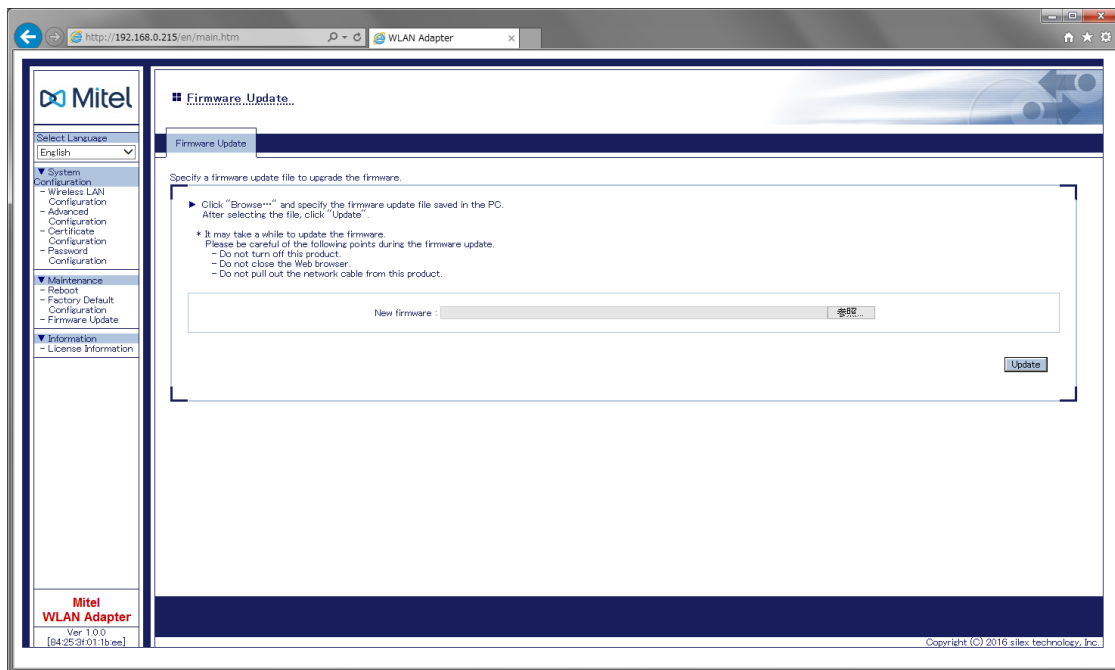 http://192.168.0.215/en/main.htm
WLAN Adapter
Mitel
Select Language
English
▼ System
Configuration
- Wireless LAN
Configuration
- Advanced
Configuration
- Certificate
Configuration
- Password
Configuration
▼ Maintenance
- Reboot
- Factory Default
Configuration
- Firmware Update
▼ Information
- License Information
Mitel
WLAN Adapter
Ver 1.0.0
[84:25:3f:01:1b:ee]
Firmware Update
Firmware Update
Specify a firmware update file to upgrade the firmware.
► Click "Browse···" and specify the firmware update file saved in the PC.
After selecting the file, click "Update".
* It may take a while to update the firmware.
Please be careful of the following points during the firmware update.
- Do not turn off this product.
- Do not close the Web browser.
- Do not pull out the network cable from this product.
New firmware : 参照...
Update
Copyright (C) 2016 silex technology, Inc.